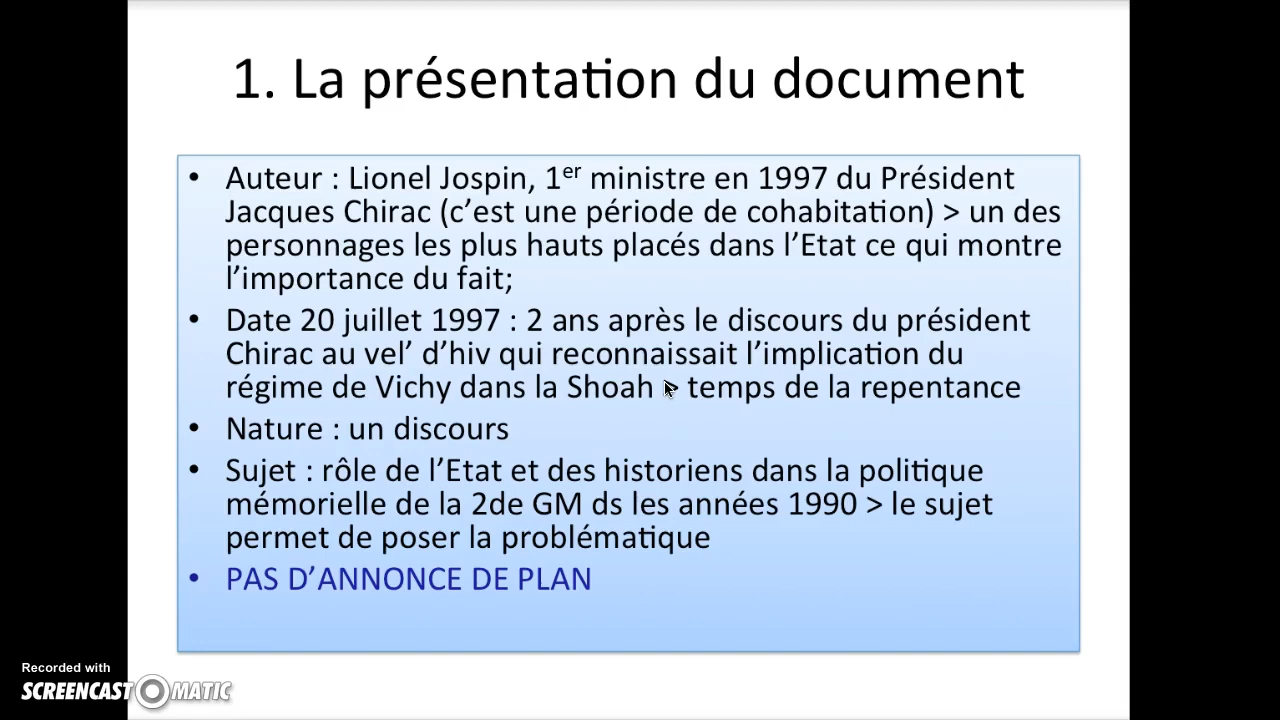 1. La présentation du document
• Auteur : Lionel Jospin, 1er ministre en 1997 du Président
Jacques Chirac (c’est une période de cohabitation) > un des
personnages les plus hauts placés dans l’Etat ce qui montre
l’importance du fait;
• Date 20 juillet 1997 : 2 ans après le discours du président
Chirac au vel’ d’hiv qui reconnaissait l’implication du
régime de Vichy dans la Shoah > temps de la repentance
• Nature : un discours
• Sujet : rôle de l’Etat et des historiens dans la politique
mémorielle de la 2de GM ds les années 1990 > le sujet
permet de poser la problématique
• PAS D’ANNONCE DE PLAN
Recorded with
SCREENCAST O MATIC